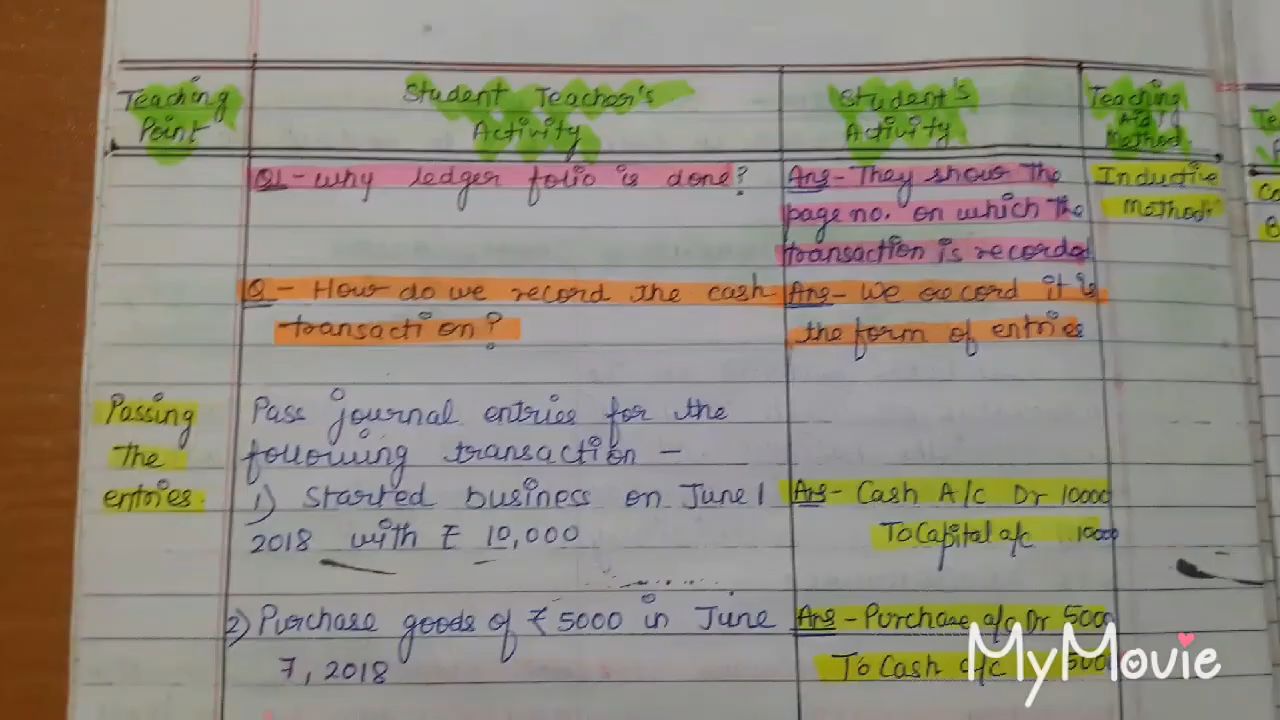 Teaching Point
Student Teacher's Activity
Student's Activity
Teaching Aid / Method
Q1 - why ledger folio is done?
Ans - They show the
page no. on which the
transaction is recorded
Inductive
Method.
Q - How do we record the cash
transaction?
Ans - We record it is
the form of entries
Passing
the
entries.
Pass journal entries for the
following transaction -
1) Started business on June 1
2018 with ₹ 10,000
Ans - Cash A/c Dr 10000
To Capital a/c 10000
2) Purchase goods of ₹ 5000 in June
7, 2018
Ans - Purchase a/c Dr 5000
To Cash a/c 5000
MyMovie